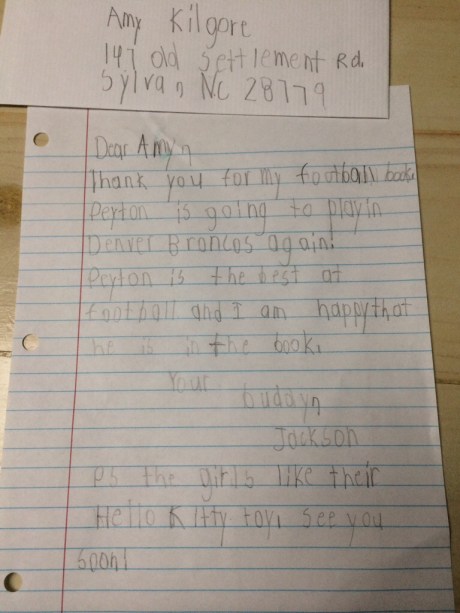 Amy Kilgore
147 old Settlement Rd.
Sylva n NC 28779
Dear Amy n
Thank you for my football book.
Peyton is going to play in
Denver Broncos again!
Peyton is the best at
football and I am happy that
he is in the book.
Your
buddy n
Jackson
Ps the girls like their
Hello Kitty toy. See you
soon!